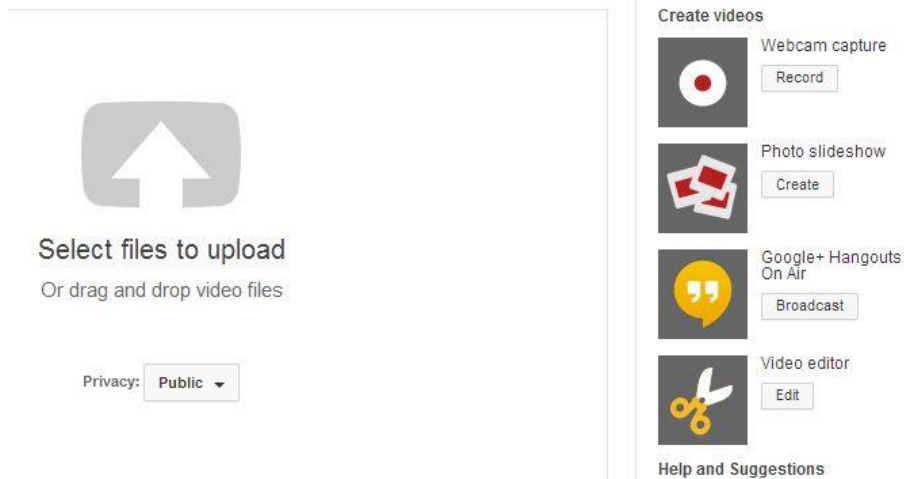 Select files to upload
Or drag and drop video files
Privacy: Public
Create videos
Webcam capture
Record
Photo slideshow
Create
Google+ Hangouts
On Air
Broadcast
Video editor
Edit
Help and Suggestions